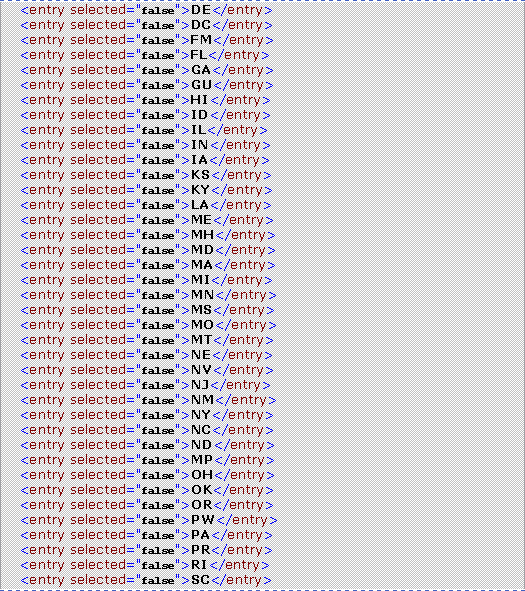 <entry selected="false">DE</entry>
<entry selected="false">DC</entry>
<entry selected="false">FM</entry>
<entry selected="false">FL</entry>
<entry selected="false">GA</entry>
<entry selected="false">GU</entry>
<entry selected="false">HI</entry>
<entry selected="false">ID</entry>
<entry selected="false">IL</entry>
<entry selected="false">IN</entry>
<entry selected="false">IA</entry>
<entry selected="false">KS</entry>
<entry selected="false">KY</entry>
<entry selected="false">LA</entry>
<entry selected="false">ME</entry>
<entry selected="false">MH</entry>
<entry selected="false">MD</entry>
<entry selected="false">MA</entry>
<entry selected="false">MI</entry>
<entry selected="false">MN</entry>
<entry selected="false">MS</entry>
<entry selected="false">MO</entry>
<entry selected="false">MT</entry>
<entry selected="false">NE</entry>
<entry selected="false">NV</entry>
<entry selected="false">NJ</entry>
<entry selected="false">NM</entry>
<entry selected="false">NY</entry>
<entry selected="false">NC</entry>
<entry selected="false">ND</entry>
<entry selected="false">MP</entry>
<entry selected="false">OH</entry>
<entry selected="false">OK</entry>
<entry selected="false">OR</entry>
<entry selected="false">PW</entry>
<entry selected="false">PA</entry>
<entry selected="false">PR</entry>
<entry selected="false">RI</entry>
<entry selected="false">SC</entry>